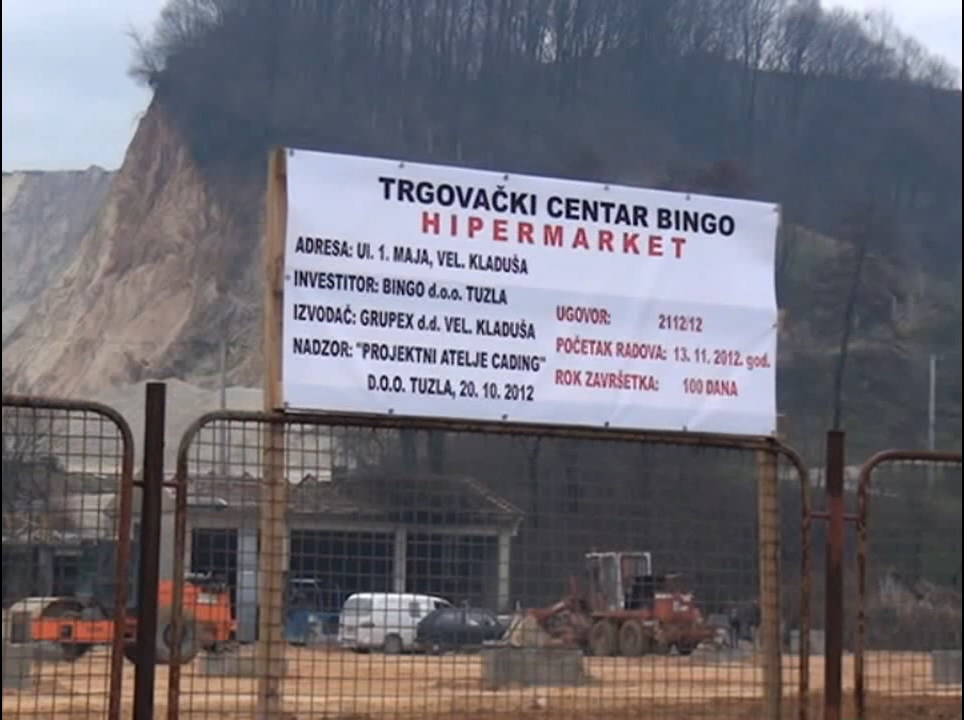 TRGOVAČKI CENTAR BINGO
HIPERMARKET
ADRESA: Ul. 1. MAJA, VEL. KLADUŠA
INVESTITOR: BINGO d.o.o. TUZLA
IZVODAČ: GRUPEX d.d. VEL. KLADUŠA
NADZOR: "PROJEKTNI ATELJE CADING"
D.O.O. TUZLA, 20. 10. 2012
UGOVOR: 2112/12
POČETAK RADOVA: 13. 11. 2012. god.
ROK ZAVRŠETKA: 100 DANA